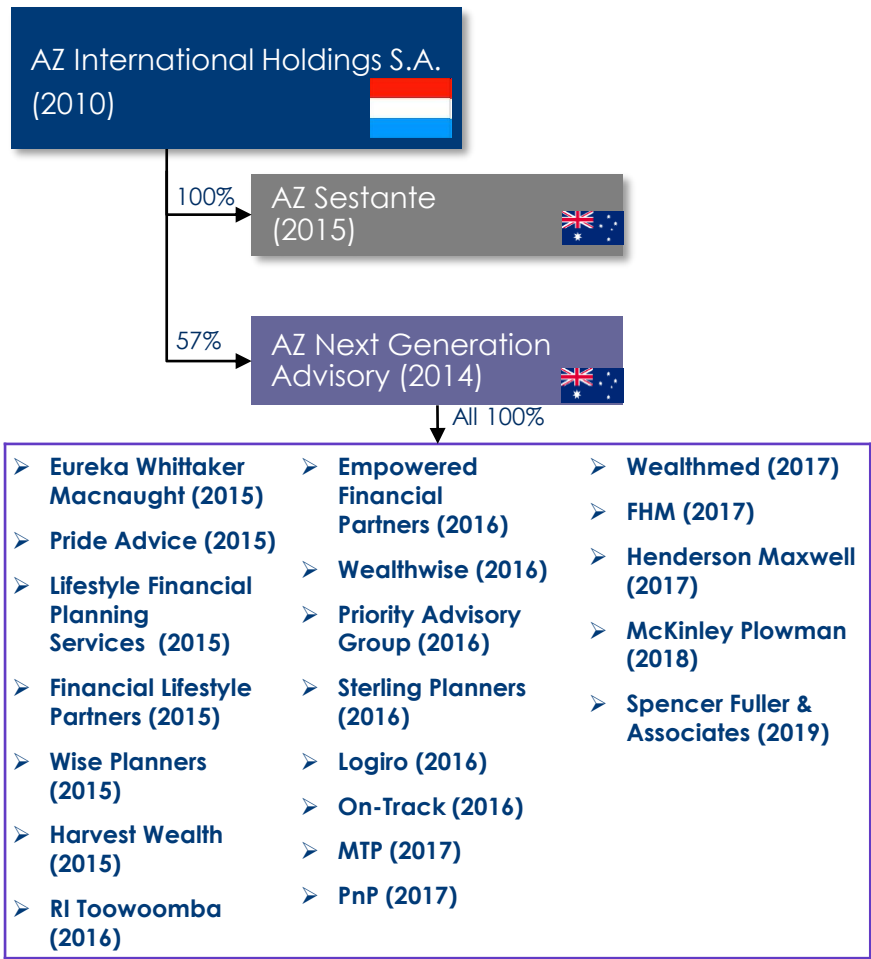 AZ International Holdings S.A.
(2010)
100%
AZ Sestante
(2015)
57%
AZ Next Generation
Advisory (2014)
All 100%
➢ Eureka Whittaker
Macnaught (2015)
➢ Pride Advice (2015)
➢ Lifestyle Financial
Planning
Services (2015)
➢ Financial Lifestyle
Partners (2015)
➢ Wise Planners
(2015)
➢ Harvest Wealth
(2015)
➢ RI Toowoomba
(2016)
➢ Empowered
Financial
Partners (2016)
➢ Wealthwise (2016)
➢ Priority Advisory
Group (2016)
➢ Sterling Planners
(2016)
➢ Logiro (2016)
➢ On-Track (2016)
➢ MTP (2017)
➢ PnP (2017)
➢ Wealthmed (2017)
➢ FHM (2017)
➢ Henderson Maxwell
(2017)
➢ McKinley Plowman
(2018)
➢ Spencer Fuller &
Associates (2019)